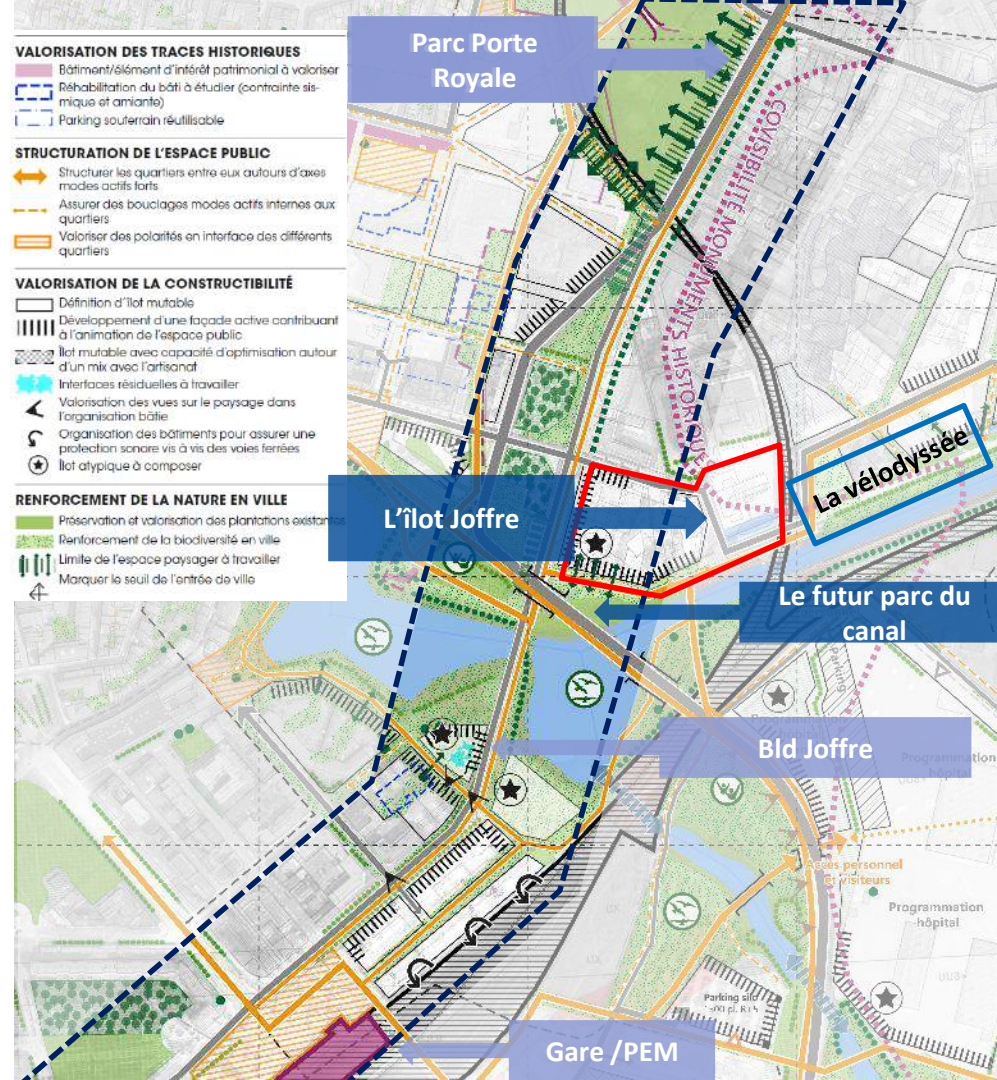 VALORISATION DES TRACES HISTORIQUES
Bâtiment/élément d'intérêt patrimonial à valoriser
Réhabilitation du bâti à étudier (contrainte sis-
mique et amiante)
Parking souterrain réutilisable
STRUCTURATION DE L'ESPACE PUBLIC
Structurer les quartiers entre eux autours d'axes
modes actifs forts
Assurer des bouclages modes actifs internes aux
quartiers
Valoriser des polarités en interface des différents
quartiers
VALORISATION DE LA CONSTRUCTIBILITÉ
Définition d'îlot mutable
Développement d'une façade active contribuant
à l'animation de l'espace public
Îlot mutable avec capacité d'optimisation autour
d'un mix avec l'artisanat
Interfaces résiduelles à travailler
Valorisation des vues sur le paysage dans
l'organisation bâtie
Organisation des bâtiments pour assurer une
protection sonore vis à vis des voies ferrées
Îlot atypique à composer
RENFORCEMENT DE LA NATURE EN VILLE
Préservation et valorisation des plantations existantes
Renforcement de la biodiversité en ville
Limite de l'espace paysager à travailler
Marquer le seuil de l'entrée de ville
Parc Porte
Royale
COVISIBILITÉ MONUMENTS HISTORIQUE
La vélodyssée
L'îlot Joffre
Le futur parc du
canal
Parking
Programmation
hôpital
Bld Joffre
Accès personnel
et visiteurs
Programmation
hôpital
Parking silo
Gare /PEM